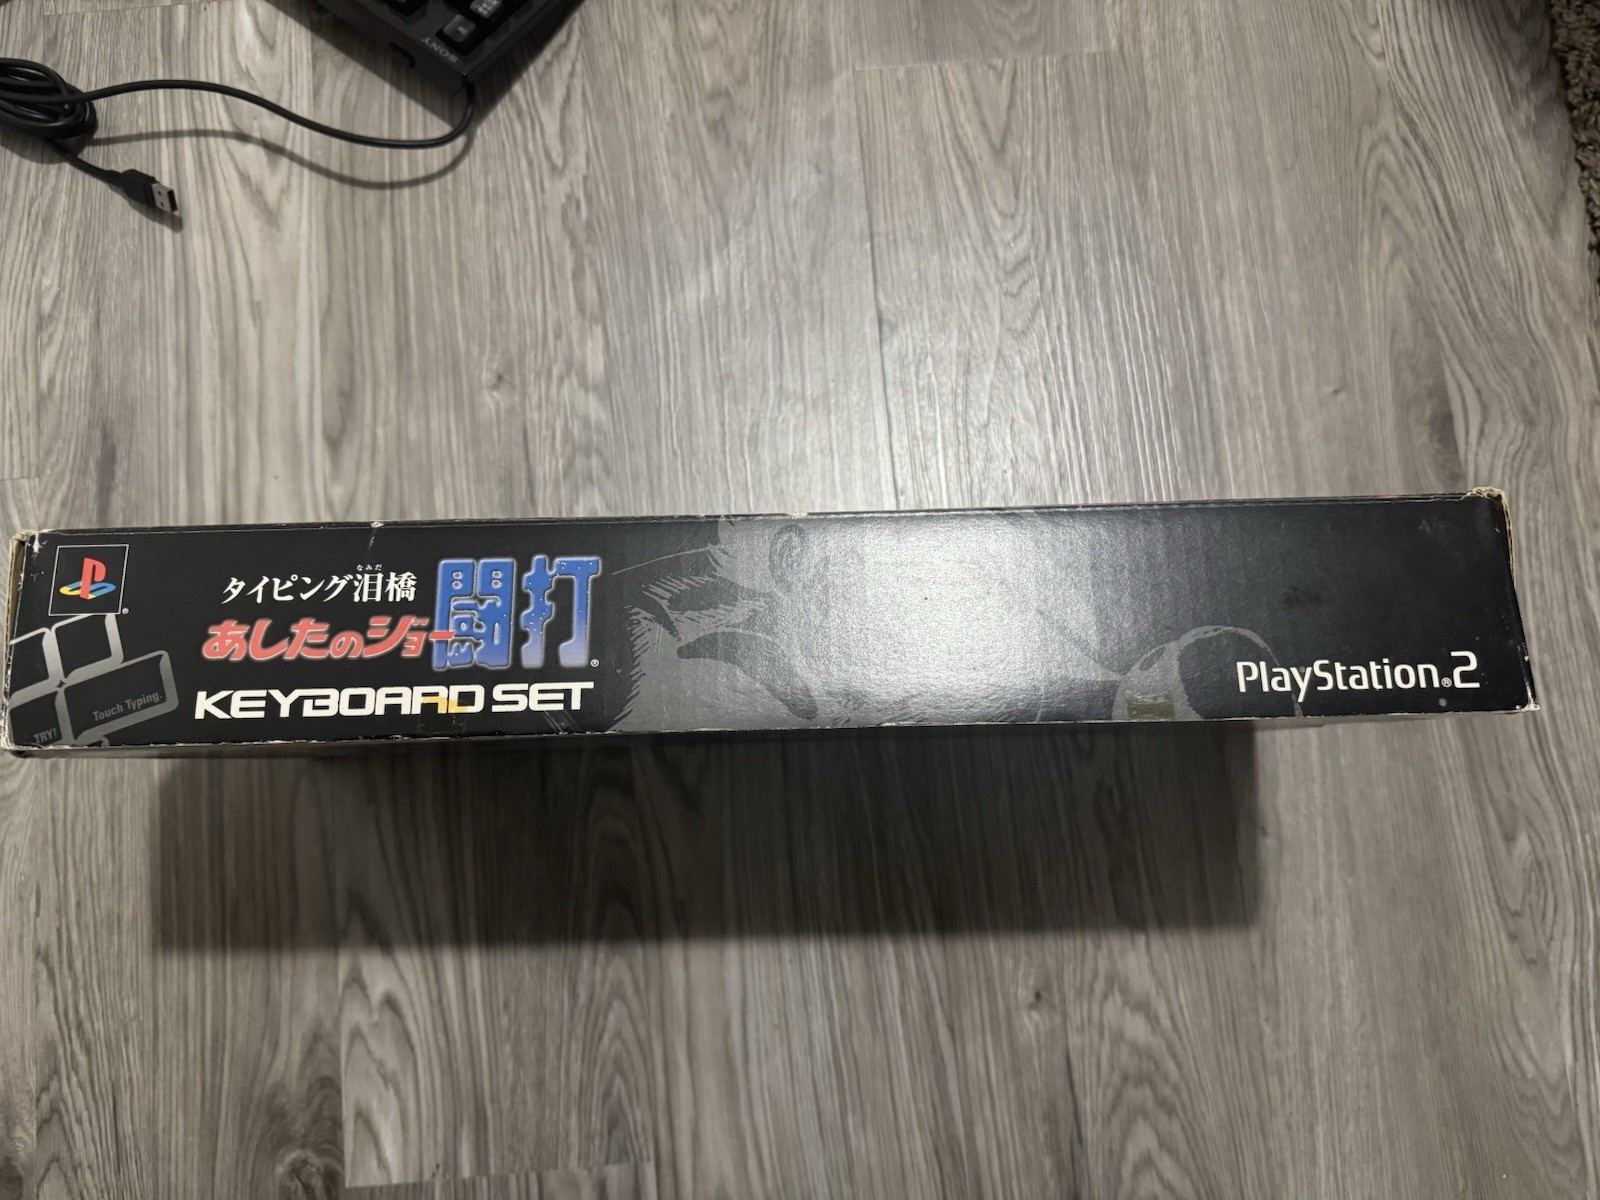 SONY
なみだ
タイピング泪橋
あしたのジョー闘打®
KEYBOARD SET
Touch Typing.
TRY!
PlayStation®2